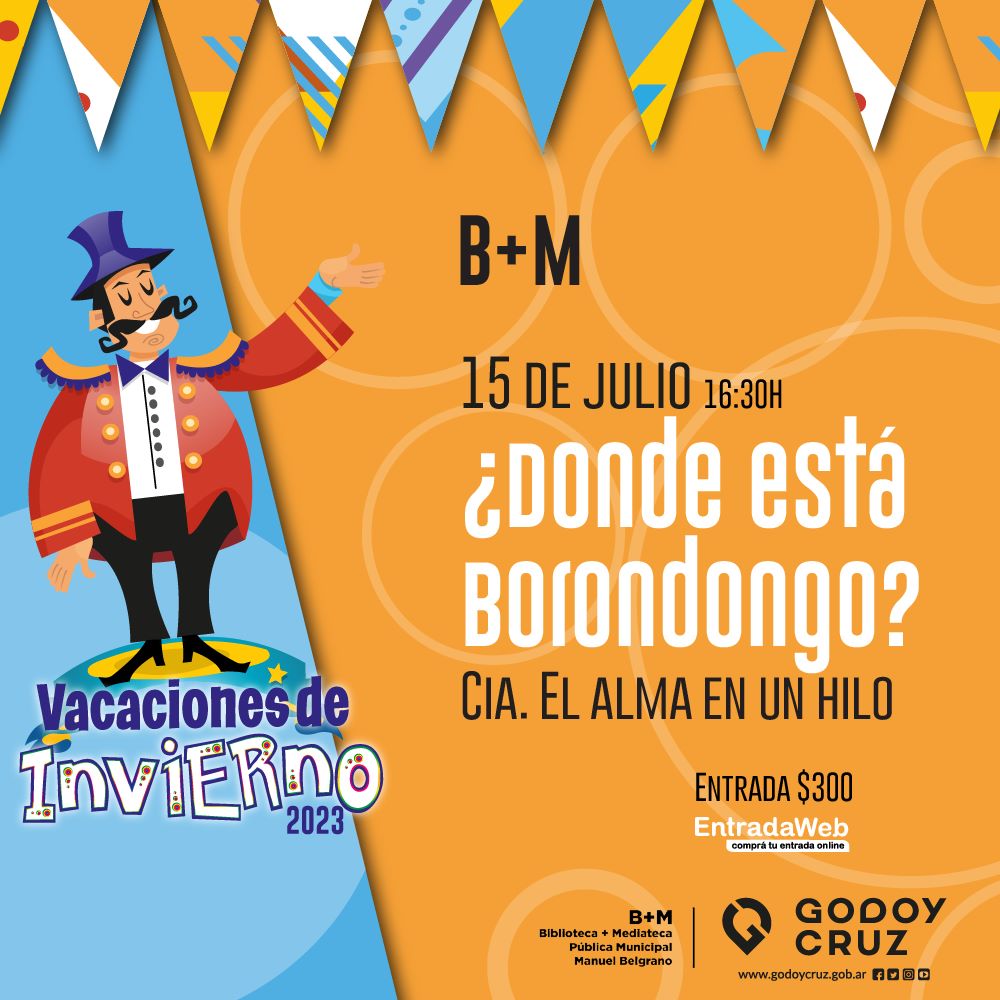 B+M
15 DE JULIO 16:30H
¿Donde está
Borondongo?
CIA. EL ALMA EN UN HILO
Vacaciones de
INVIERNO
2023
ENTRADA $300
EntradaWeb
comprá tu entrada online
B+M
Biblioteca + Mediateca
Pública Municipal
Manuel Belgrano
GODOY
CRUZ
www.godoycruz.gob.ar